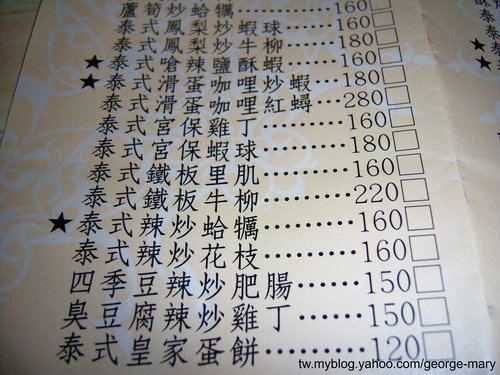 蘆筍炒蛤蠣……………160□
泰式鳳梨炒蝦球………160□
泰式鳳梨炒牛柳………180□
★泰式嗆辣鹽酥蝦……160□
★泰式滑蛋咖哩炒蝦…180□
泰式滑蛋咖哩紅蟳……280□
泰式宮保雞丁…………160□
泰式宮保蝦球…………180□
泰式鐵板里肌…………160□
泰式鐵板牛柳…………220□
★泰式辣炒蛤蠣………160□
泰式辣炒花枝…………160□
四季豆辣炒肥腸………150□
臭豆腐辣炒雞丁………150□
泰式皇家蛋餅…………120□
tw.myblog.yahoo.com/george-mary